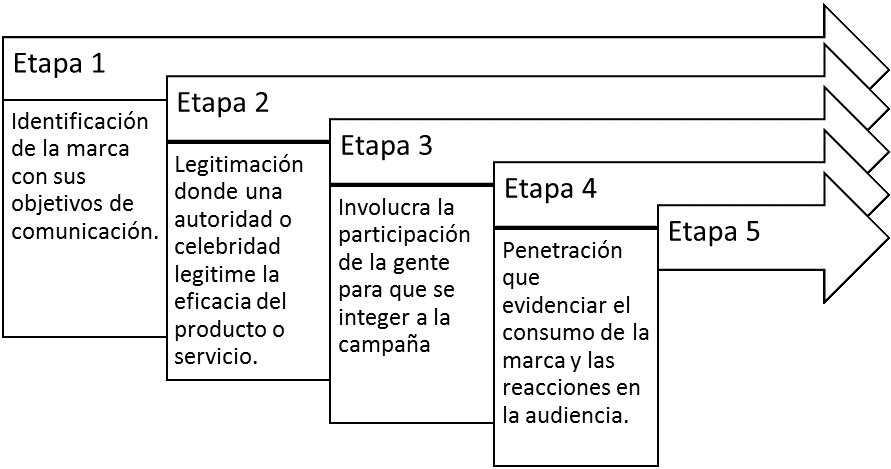 Etapa 1
Identificación
de la marca
con sus
objetivos de
comunicación.
Etapa 2
Legitimación
donde una
autoridad o
celebridad
legitime la
eficacia del
producto o
servicio.
Etapa 3
Involucra la
participación
de la gente
para que se
integer a la
campaña
Etapa 4
Penetración
que
evidenciar el
consumo de la
marca y las
reacciones en
la audiencia.
Etapa 5